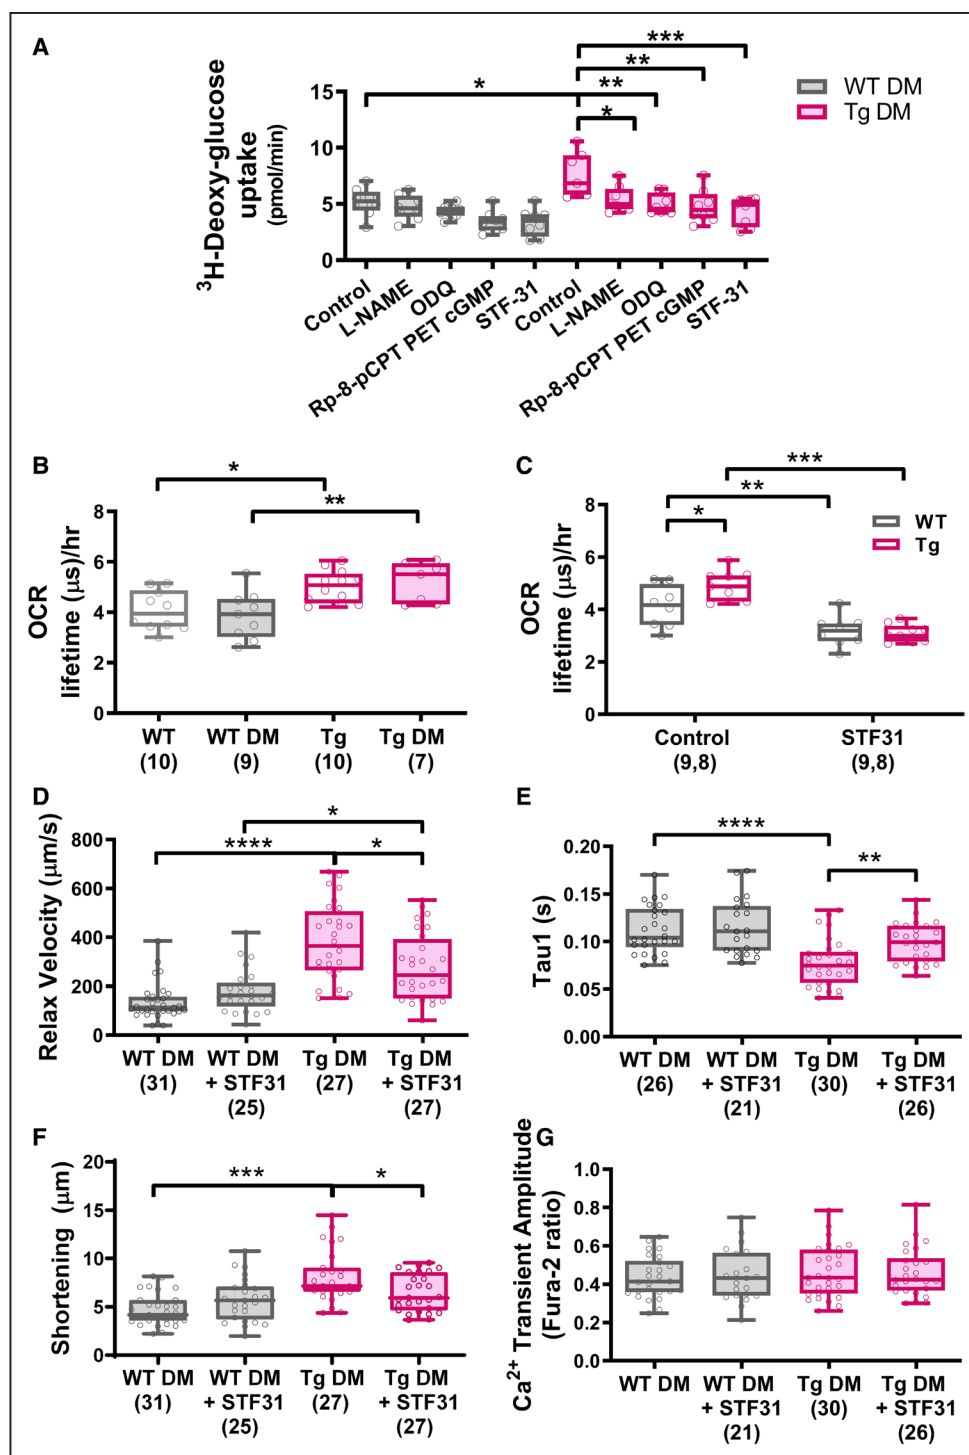 A
³H-Deoxy-glucose
uptake
(pmol/min)
15
10
5
0
***
**
* **
*
WT DM
Tg DM
Control
L-NAME
ODQ
Rp-8-pCPT PET cGMP
STF-31
Control
L-NAME
ODQ
Rp-8-pCPT PET cGMP
STF-31
B
OCR
lifetime (μs)/hr
8
6
4
2
0
*
**
WT
(10)
WT DM
(9)
Tg
(10)
Tg DM
(7)
C
OCR
lifetime (μs)/hr
8
6
4
2
0
***
**
*
WT
Tg
Control
(9,8)
STF31
(9,8)
D
Relax Velocity (μm/s)
800
600
400
200
0
*
**** *
WT DM
(31)
WT DM
+ STF31
(25)
Tg DM
(27)
Tg DM
+ STF31
(27)
E
Tau1 (s)
0.20
0.15
0.10
0.05
0.00
****
**
WT DM
(26)
WT DM
+ STF31
(21)
Tg DM
(30)
Tg DM
+ STF31
(26)
F
Shortening (μm)
20
15
10
5
0
*** *
WT DM
(31)
WT DM
+ STF31
(25)
Tg DM
(27)
Tg DM
+ STF31
(27)
G
Ca²⁺ Transient Amplitude
(Fura-2 ratio)
1.0
0.8
0.6
0.4
0.2
0.0
WT DM
WT DM
+ STF31
(21)
Tg DM
(30)
Tg DM
+ STF31
(26)